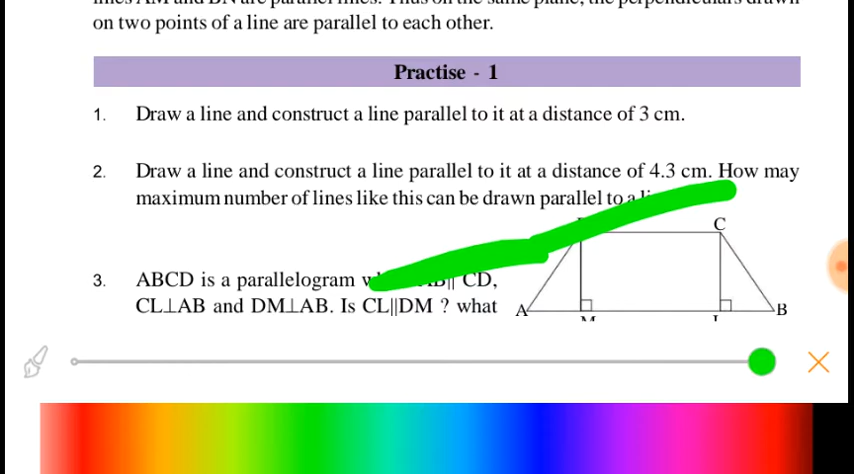 on two points of a line are parallel to each other.
Practise - 1
1. Draw a line and construct a line parallel to it at a distance of 3 cm.
2. Draw a line and construct a line parallel to it at a distance of 4.3 cm. How may
maximum number of lines like this can be drawn parallel to a
C
3. ABCD is a parallelogram CD,
CL⊥AB and DM⊥AB. Is CL||DM ? what
A
B